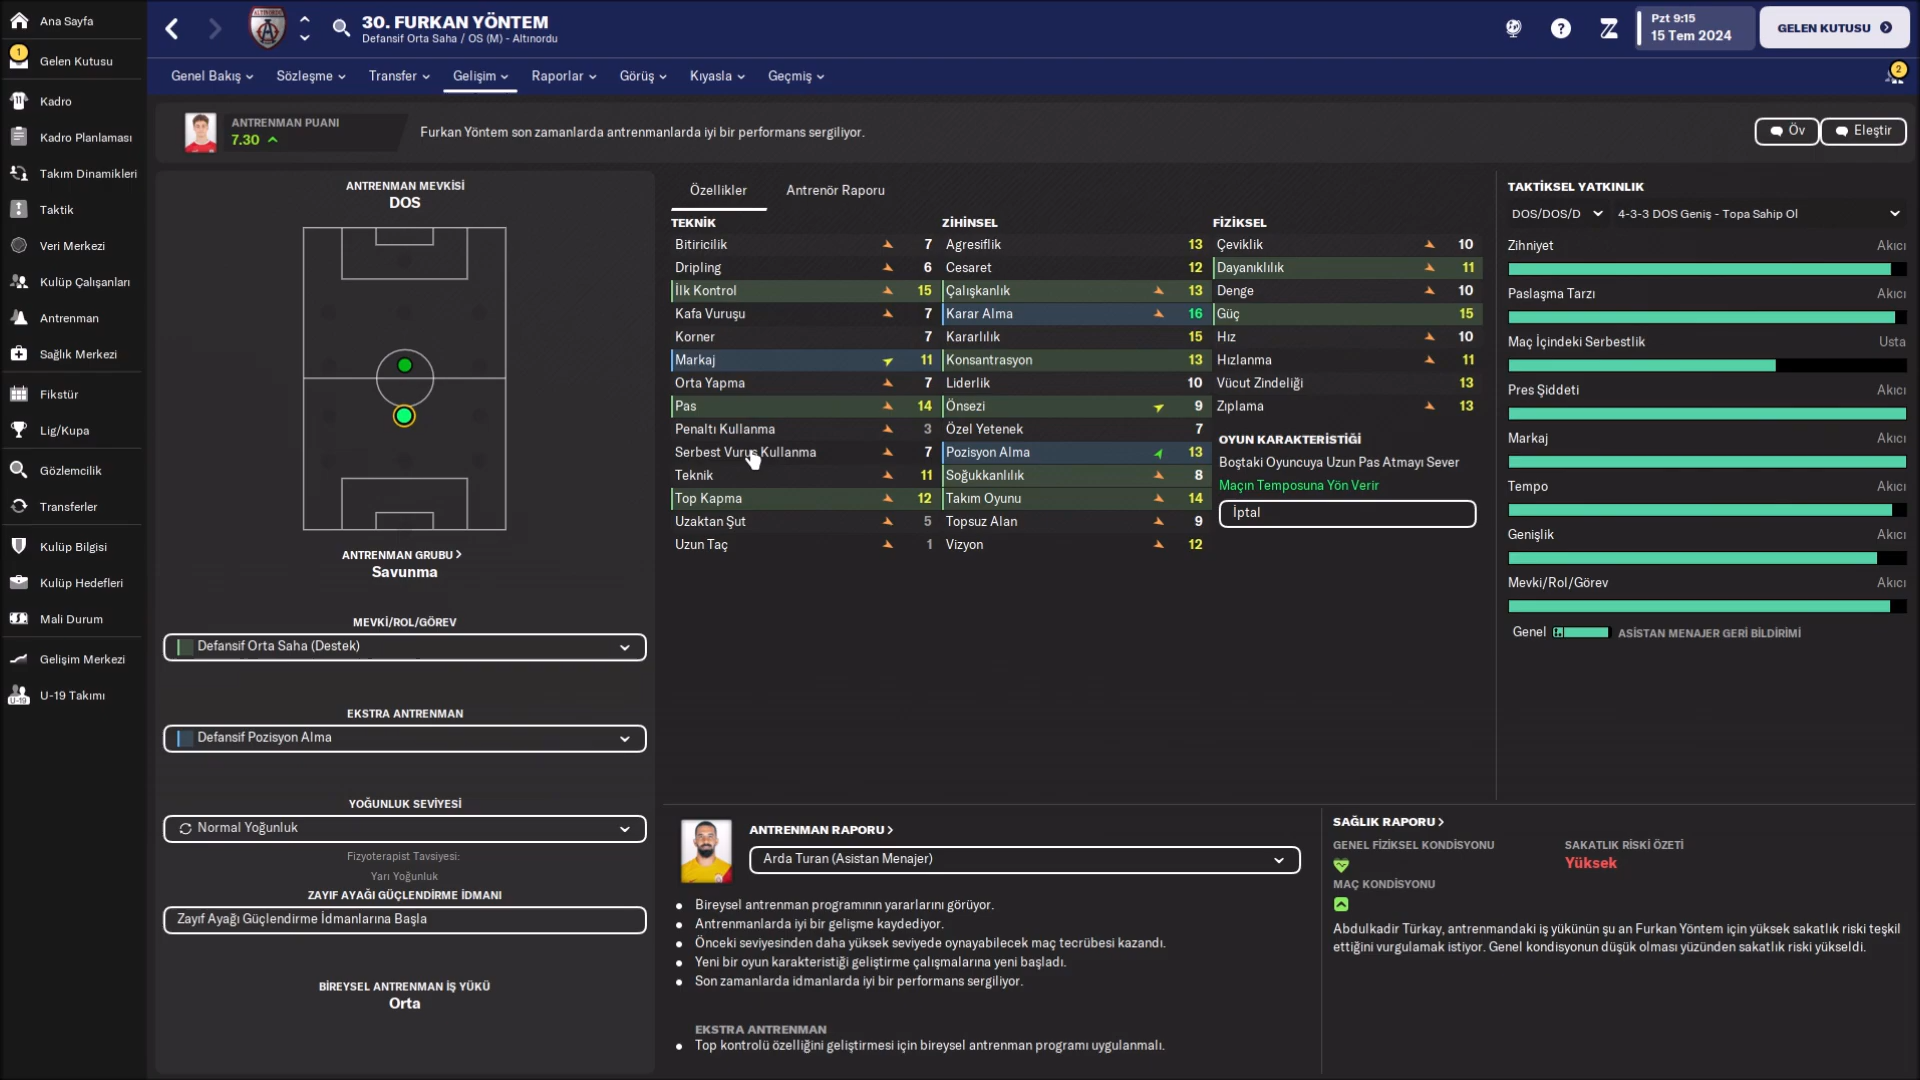 Ana Sayfa
1
Gelen Kutusu
Kadro
Kadro Planlaması
Takım Dinamikleri
Taktik
Veri Merkezi
Kulüp Çalışanları
Antrenman
Sağlık Merkezi
Fikstür
Lig/Kupa
Gözlemcilik
Transferler
Kulüp Bilgisi
Kulüp Hedefleri
Mali Durum
Gelişim Merkezi
U-19 Takımı
30. FURKAN YÖNTEM
Defansif Orta Saha / OS (M) - Altınordu
Pzt 9:15
15 Tem 2024
GELEN KUTUSU
Genel Bakış
Sözleşme
Transfer
Gelişim
Raporlar
Görüş
Kıyasla
Geçmiş
2
ANTRENMAN PUANI
7.30
Furkan Yöntem son zamanlarda antrenmanlarda iyi bir performans sergiliyor.
Öv
Eleştir
ANTRENMAN MEVKİSİ
DOS
ANTRENMAN GRUBU >
Savunma
MEVKİ/ROL/GÖREV
Defansif Orta Saha (Destek)
EKSTRA ANTRENMAN
Defansif Pozisyon Alma
YOĞUNLUK SEVİYESİ
Normal Yoğunluk
Fizyoterapist Tavsiyesi:
Yarı Yoğunluk
ZAYIF AYAĞI GÜÇLENDİRME İDMANI
Zayıf Ayağı Güçlendirme İdmanlarına Başla
BİREYSEL ANTRENMAN İŞ YÜKÜ
Orta
Özellikler
Antrenör Raporu
TEKNİK
Bitiricilik 7
Dripling 6
İlk Kontrol 15
Kafa Vuruşu 7
Korner 7
Markaj 11
Orta Yapma 7
Pas 14
Penaltı Kullanma 3
Serbest Vuruş Kullanma 7
Teknik 11
Top Kapma 12
Uzaktan Şut 5
Uzun Taç 1
ZİHİNSEL
Agresiflik 13
Cesaret 12
Çalışkanlık 13
Karar Alma 16
Kararlılık 15
Konsantrasyon 13
Liderlik 10
Önsezi 9
Özel Yetenek 7
Pozisyon Alma 13
Soğukkanlılık 8
Takım Oyunu 14
Topsuz Alan 9
Vizyon 12
FİZİKSEL
Çeviklik 10
Dayanıklılık 11
Denge 10
Güç 15
Hız 10
Hızlanma 11
Vücut Zindeliği 13
Zıplama 13
OYUN KARAKTERİSTİĞİ
Boştaki Oyuncuya Uzun Pas Atmayı Sever
Maçın Temposuna Yön Verir
İptal
TAKTİKSEL YATKINLIK
DOS/DOS/D
4-3-3 DOS Geniş - Topa Sahip Ol
Zihniyet Akıcı
Paslaşma Tarzı Akıcı
Maç İçindeki Serbestlik Usta
Pres Şiddeti Akıcı
Markaj Akıcı
Tempo Akıcı
Genişlik Akıcı
Mevki/Rol/Görev Akıcı
Genel ASİSTAN MENAJER GERİ BİLDİRİMİ
ANTRENMAN RAPORU >
Arda Turan (Asistan Menajer)
Bireysel antrenman programının yararlarını görüyor.
Antrenmanlarda iyi bir gelişme kaydediyor.
Önceki seviyesinden daha yüksek seviyede oynayabilecek maç tecrübesi kazandı.
Yeni bir oyun karakteristiği geliştirme çalışmalarına yeni başladı.
Son zamanlarda idmanlarda iyi bir performans sergiliyor.
EKSTRA ANTRENMAN
Top kontrolü özelliğini geliştirmesi için bireysel antrenman programı uygulanmalı.
SAĞLIK RAPORU >
GENEL FİZİKSEL KONDİSYONU
SAKATLIK RİSKİ ÖZETİ
Yüksek
MAÇ KONDİSYONU
Abdulkadir Türkay, antrenmandaki iş yükünün şu an Furkan Yöntem için yüksek sakatlık riski teşkil
ettiğini vurgulamak istiyor. Genel kondisyonun düşük olması yüzünden sakatlık riski yükseldi.